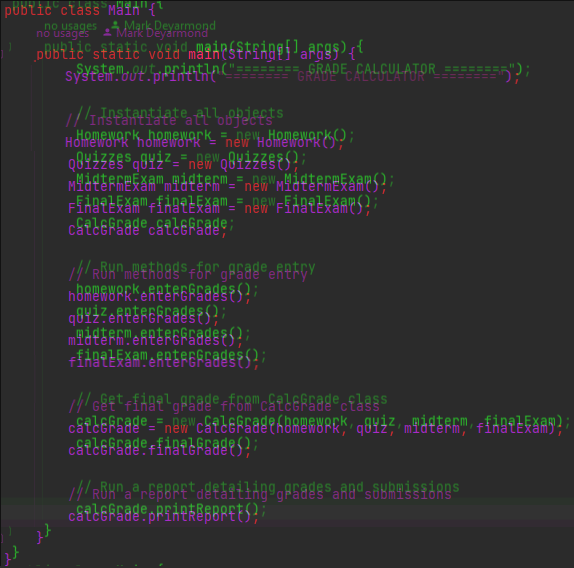 public class Main {
no usages Mark Devarmond
public static void main(String[] args) {
System.out.println("======== GRADE CALCULATOR ========");
// Instantiate all objects
Homework homework = new Homework();
Quizzes quiz = new Quizzes();
MidtermExam midterm = new MidtermExam();
FinalExam finalExam = new FinalExam();
CalcGrade calcGrade;
// Run methods for grade entry
homework.enterGrades();
quiz.enterGrades();
midterm.enterGrades();
finalExam.enterGrades();
// Get final grade from CalcGrade class
calcGrade = new CalcGrade(homework, quiz, midterm, finalExam);
calcGrade.finalGrade();
// Run a report detailing grades and submissions
calcGrade.printReport();
}
}